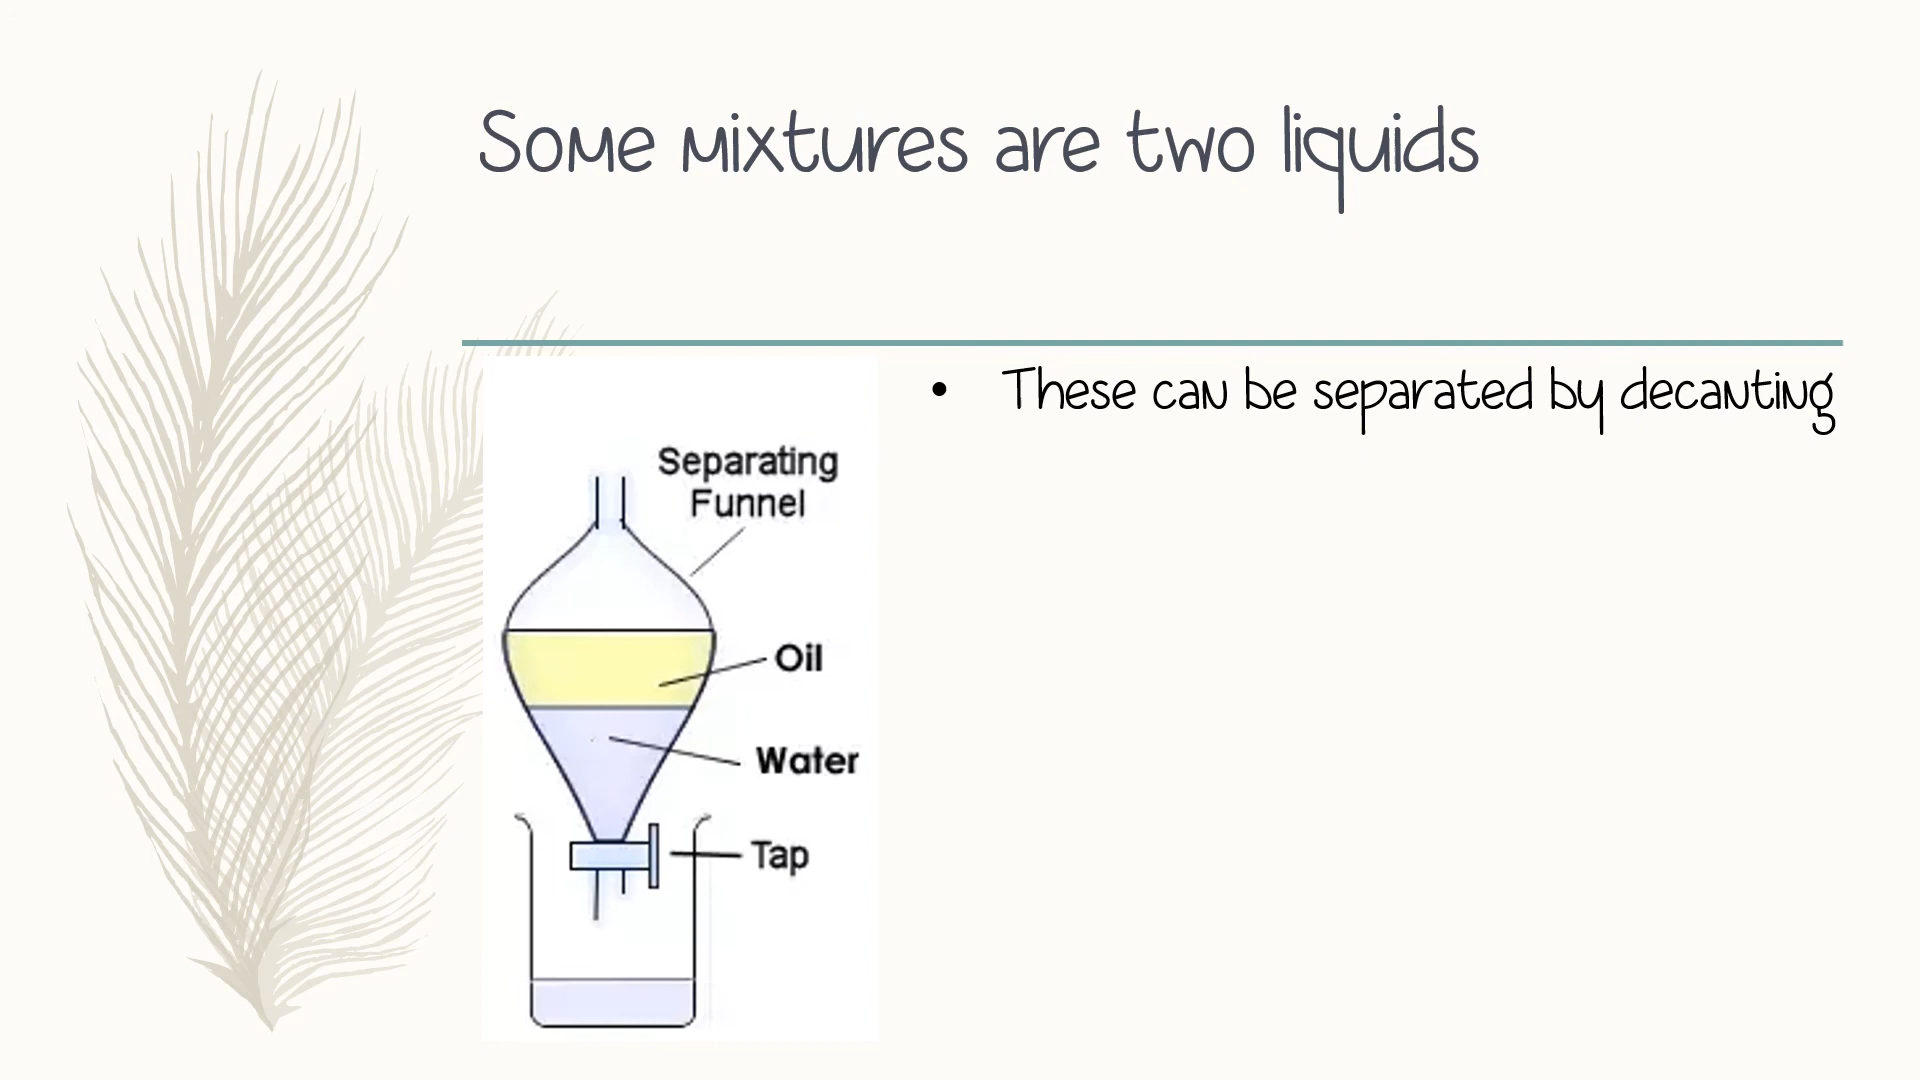 Some mixtures are two liquids
• These can be separated by decanting
Separating
Funnel
Oil
Water
Tap